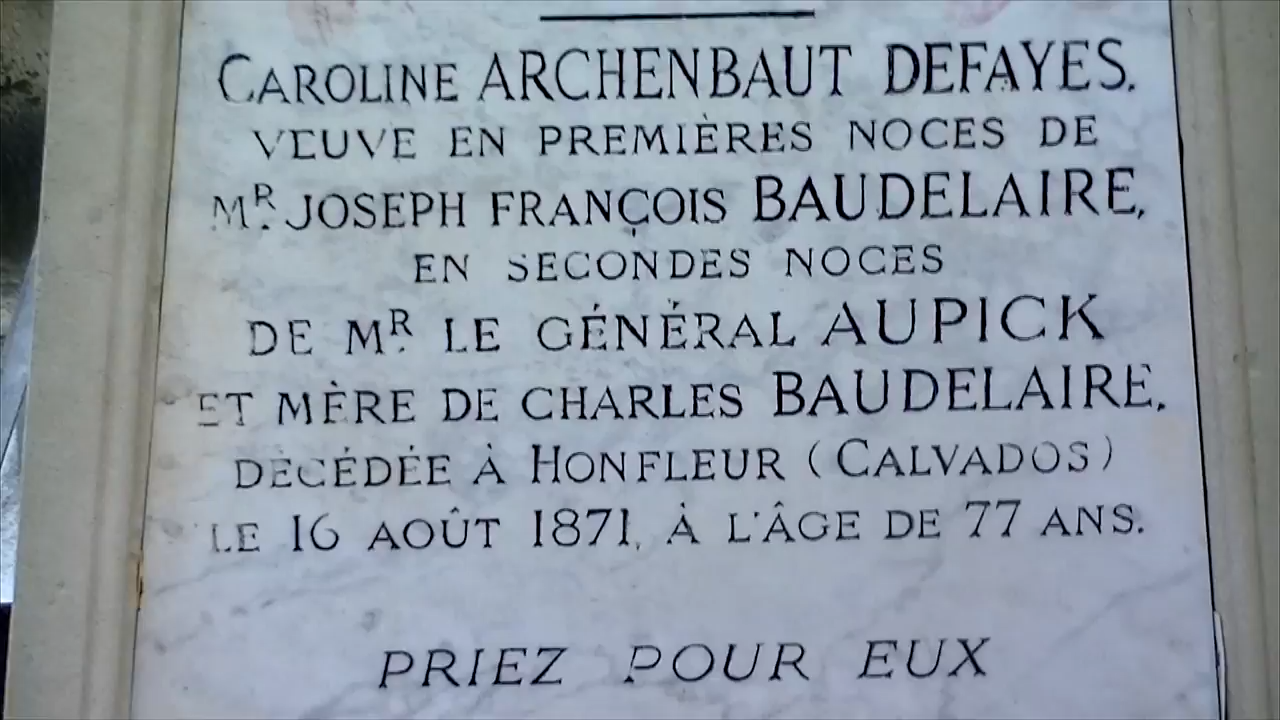 CAROLINE ARCHENBAUT DEFAYES.
VEUVE EN PREMIÈRES NOCES DE
MR. JOSEPH FRANÇOIS BAUDELAIRE,
EN SECONDES NOCES
DE MR. LE GÉNÉRAL AUPICK
ET MÈRE DE CHARLES BAUDELAIRE.
DÉCÉDÉE À HONFLEUR (CALVADOS)
LE 16 AOÛT 1871, À L'ÂGE DE 77 ANS.
PRIEZ POUR EUX